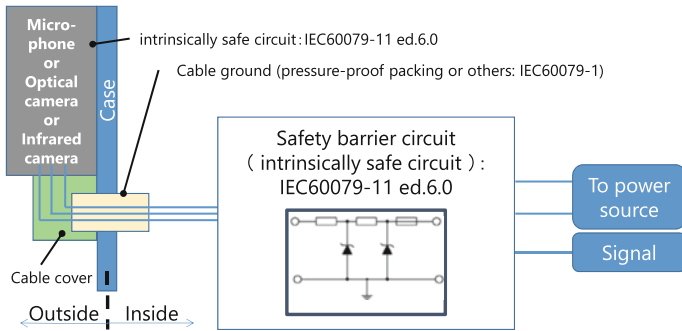 Micro-
phone
or
Optical
camera
or
Infrared
camera
Case
intrinsically safe circuit：IEC60079-11 ed.6.0
Cable ground (pressure-proof packing or others: IEC60079-1)
Safety barrier circuit
（ intrinsically safe circuit ）:
IEC60079-11 ed.6.0
To power
source
Signal
Cable cover
Outside
Inside